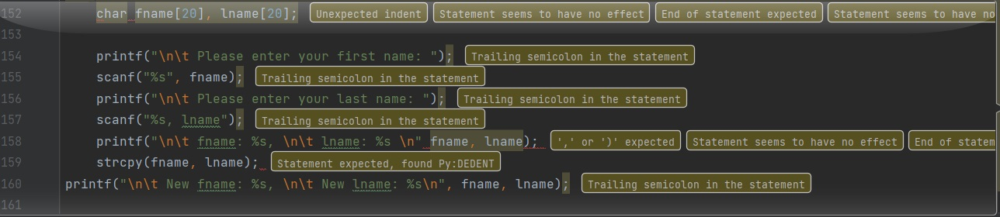 152 char fname[20], lname[20]; Unexpected indent Statement seems to have no effect End of statement expected Statement seems to have no
153
154 printf("\n\t Please enter your first name: "); Trailing semicolon in the statement
155 scanf("%s", fname); Trailing semicolon in the statement
156 printf("\n\t Please enter your last name: "); Trailing semicolon in the statement
157 scanf("%s, lname"); Trailing semicolon in the statement
158 printf("\n\t fname: %s, \n\t lname: %s \n" fname, lname); ',' or ')' expected Statement seems to have no effect End of statem
159 strcpy(fname, lname); Statement expected, found Py:DEDENT
160 printf("\n\t New fname: %s, \n\t New lname: %s\n", fname, lname); Trailing semicolon in the statement
161